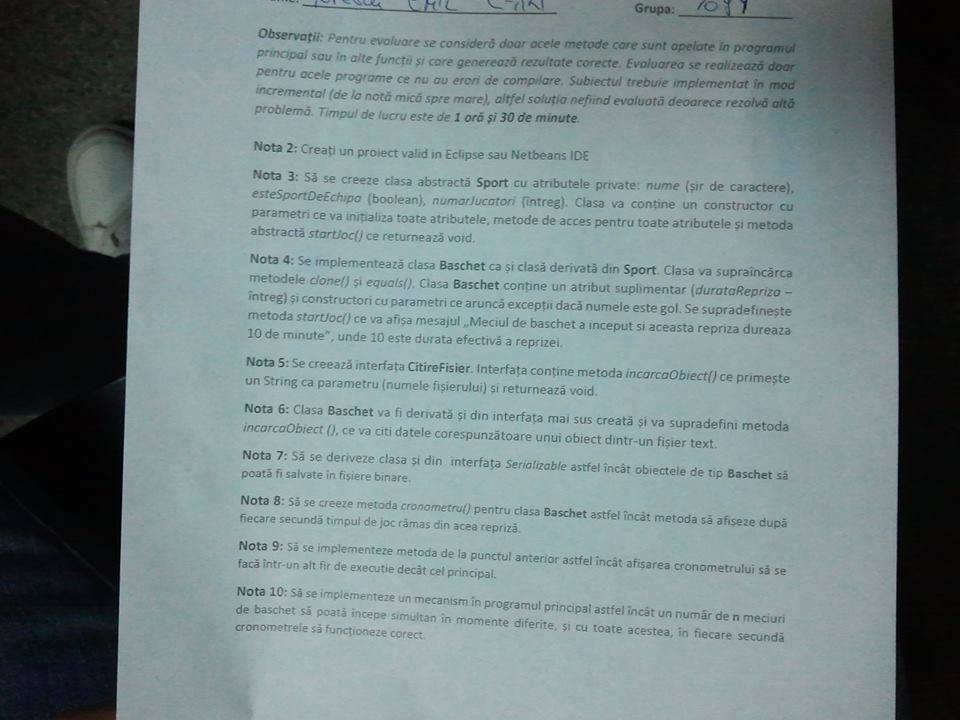 EMIL
Grupa:
Observații: Pentru evaluare se consideră doar acele metode care sunt apelate în programul
principal sau în alte funcții și care generează rezultate corecte. Evaluarea se realizează doar
pentru acele programe ce nu au erori de compilare. Subiectul trebuie implementat în mod
incremental (de la notă mică spre mare), altfel soluția nefiind evaluată deoarece rezolvă altă
problemă. Timpul de lucru este de 1 oră și 30 de minute.
Nota 2: Creați un proiect valid in Eclipse sau Netbeans IDE
Nota 3: Să se creeze clasa abstractă Sport cu atributele private: nume (șir de caractere),
esteSportDeEchipa (boolean), numarJucatori (întreg). Clasa va conține un constructor cu
parametri ce va inițializa toate atributele, metode de acces pentru toate atributele și metoda
abstractă startJoc() ce returnează void.
Nota 4: Se implementează clasa Baschet ca și clasă derivată din Sport. Clasa va supraîncărca
metodele clone() și equals(). Clasa Baschet conține un atribut suplimentar (durataRepriza –
întreg) și constructori cu parametri ce aruncă excepții dacă numele este gol. Se supradefinește
metoda startJoc() ce va afișa mesajul „Meciul de baschet a inceput si aceasta repriza dureaza
10 de minute”, unde 10 este durata efectivă a reprizei.
Nota 5: Se creează interfața CitireFisier. Interfața conține metoda incarcaObiect() ce primește
un String ca parametru (numele fișierului) și returnează void.
Nota 6: Clasa Baschet va fi derivată și din interfața mai sus creată și va supradefini metoda
incarcaObiect (), ce va citi datele corespunzătoare unui obiect dintr-un fișier text.
Nota 7: Să se deriveze clasa și din interfața Serializable astfel încât obiectele de tip Baschet să
poată fi salvate în fișiere binare.
Nota 8: Să se creeze metoda cronometru() pentru clasa Baschet astfel încât metoda să afișeze după
fiecare secundă timpul de joc rămas din acea repriză.
Nota 9: Să se implementeze metoda de la punctul anterior astfel încât afișarea cronometrului să se
facă într-un alt fir de execuție decât cel principal.
Nota 10: Să se implementeze un mecanism în programul principal astfel încât un număr de n meciuri
de baschet să poată începe simultan în momente diferite, și cu toate acestea, în fiecare secundă
cronometrele să funcționeze corect.